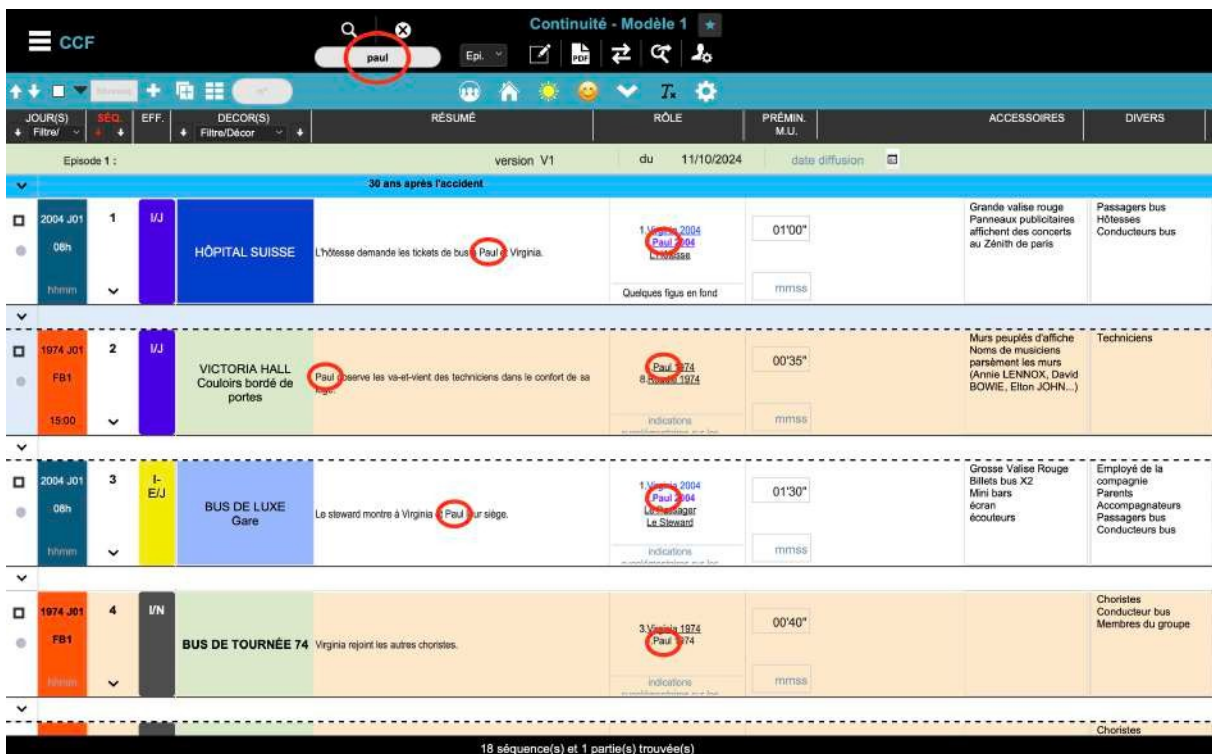 Continuité - Modèle 1
CCF
paul
Epi.
PDF
JOUR(S)
Filtre/
SÉQ.
EFF.
DECOR(S)
Filtre/Décor
RÉSUMÉ
RÔLE
PRÉMIN.
M.U.
ACCESSOIRES
DIVERS
Episode 1 :
version V1
du 11/10/2024
date diffusion
30 ans après l'accident
2004 J01
08h
hhmm
1
I/J
HÔPITAL SUISSE
L'hôtesse demande les tickets de bus Paul Virginia.
1.Virginia 2004
Paul 2004
L'Hôtesse
Quelques figus en fond
01'00"
mmss
Grande valise rouge
Panneaux publicitaires
affichent des concerts
au Zénith de paris
Passagers bus
Hôtesses
Conducteurs bus
1974 J01
FB1
15:00
2
I/J
VICTORIA HALL
Couloirs bordé de
portes
Paul observe les va-et-vient des techniciens dans le confort de sa
loge.
Paul 1974
8. 1974
indications
00'35"
mmss
Murs peuplés d'affiche
Noms de musiciens
parsèment les murs
(Annie LENNOX, David
BOWIE, Elton JOHN...)
Techniciens
2004 J01
08h
hhmm
3
I-
E/J
BUS DE LUXE
Gare
Le steward montre à Virginia Paul leur siège.
1.Virginia 2004
Paul 2004
Le Passager
Le Steward
indications
01'30"
mmss
Grosse Valise Rouge
Billets bus X2
Mini bars
écran
écouteurs
Employé de la
compagnie
Parents
Accompagnateurs
Passagers bus
Conducteurs bus
1974 J01
FB1
hhmm
4
I/N
BUS DE TOURNÉE 74
Virginia rejoint les autres choristes.
3.Virginia 1974
Paul 1974
indications
00'40"
mmss
Choristes
Conducteur bus
Membres du groupe
Choristes
18 séquence(s) et 1 partie(s) trouvée(s)